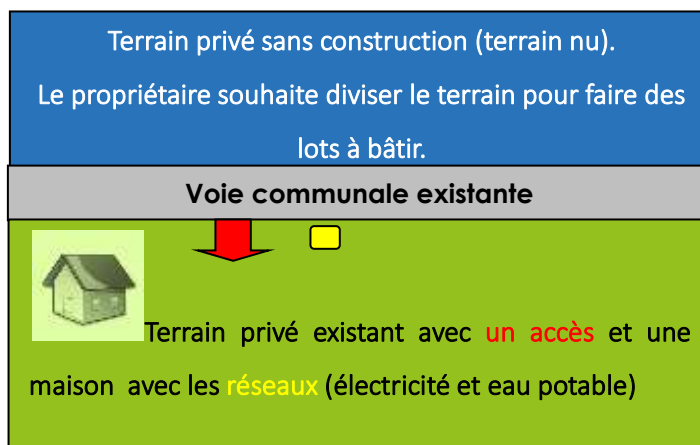 Terrain privé sans construction (terrain nu).
Le propriétaire souhaite diviser le terrain pour faire des
lots à bâtir.
Voie communale existante
Terrain privé existant avec un accès et une
maison avec les réseaux (électricité et eau potable)